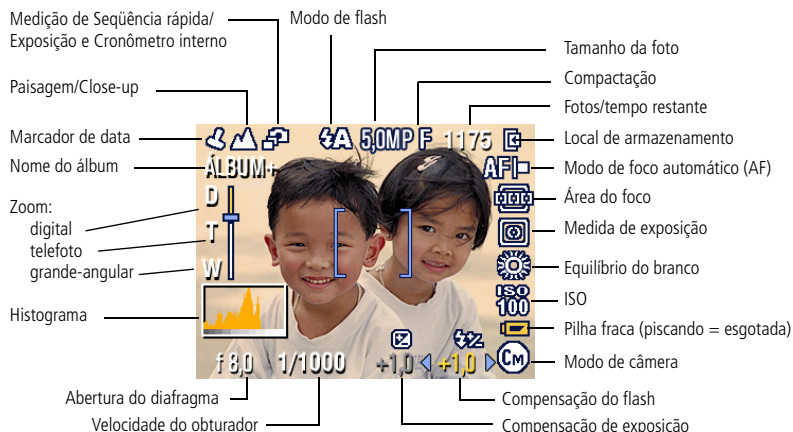 Medição de Seqüência rápida/
Exposição e Cronômetro interno
Modo de flash
Tamanho da foto
Compactação
Fotos/tempo restante
Paisagem/Close-up
Marcador de data
Nome do álbum
Zoom:
digital
telefoto
grande-angular
Histograma
Local de armazenamento
Modo de foco automático (AF)
Área do foco
Medida de exposição
Equilíbrio do branco
ISO
Pilha fraca (piscando = esgotada)
Modo de câmera
Abertura do diafragma
Velocidade do obturador
Compensação do flash
Compensação de exposição
A 5,0MP F 1175
ÁLBUM+
AF
D
T
W
ISO
100
f 8,0 1/1000 +1,0 +1,0 CM